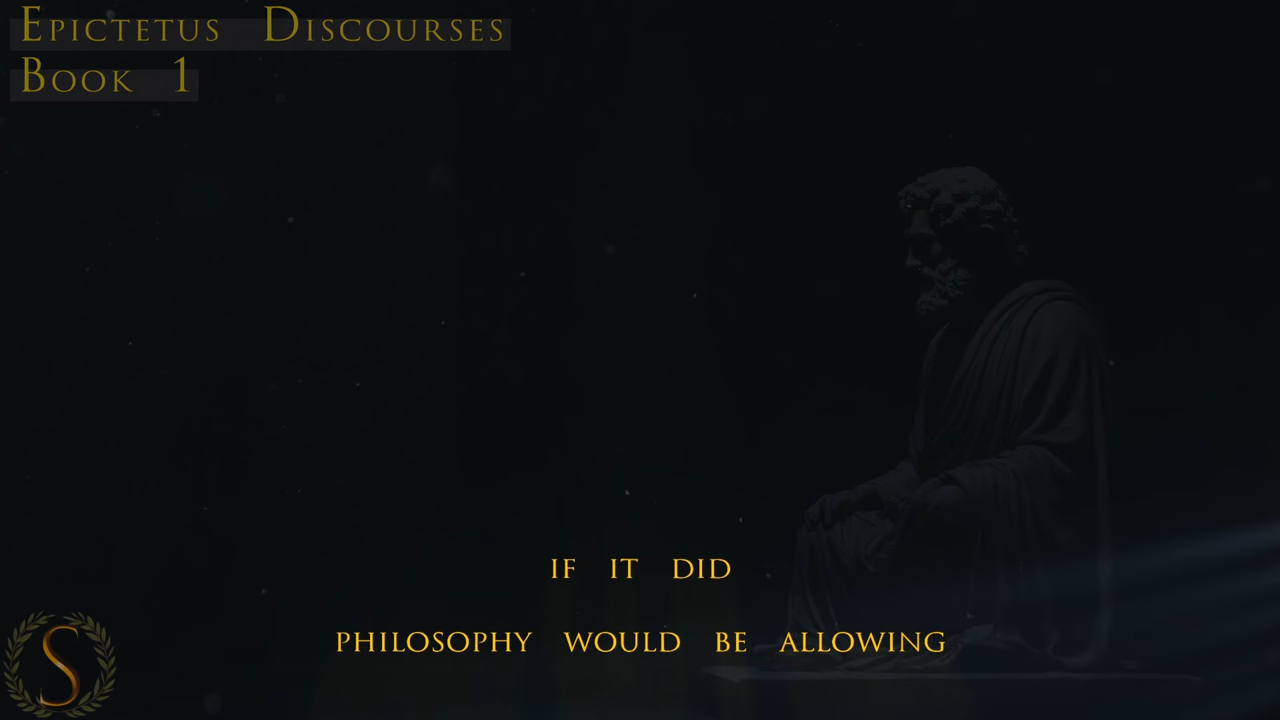 Epictetus Discourses
Book 1
IF IT DID
PHILOSOPHY WOULD BE ALLOWING
S